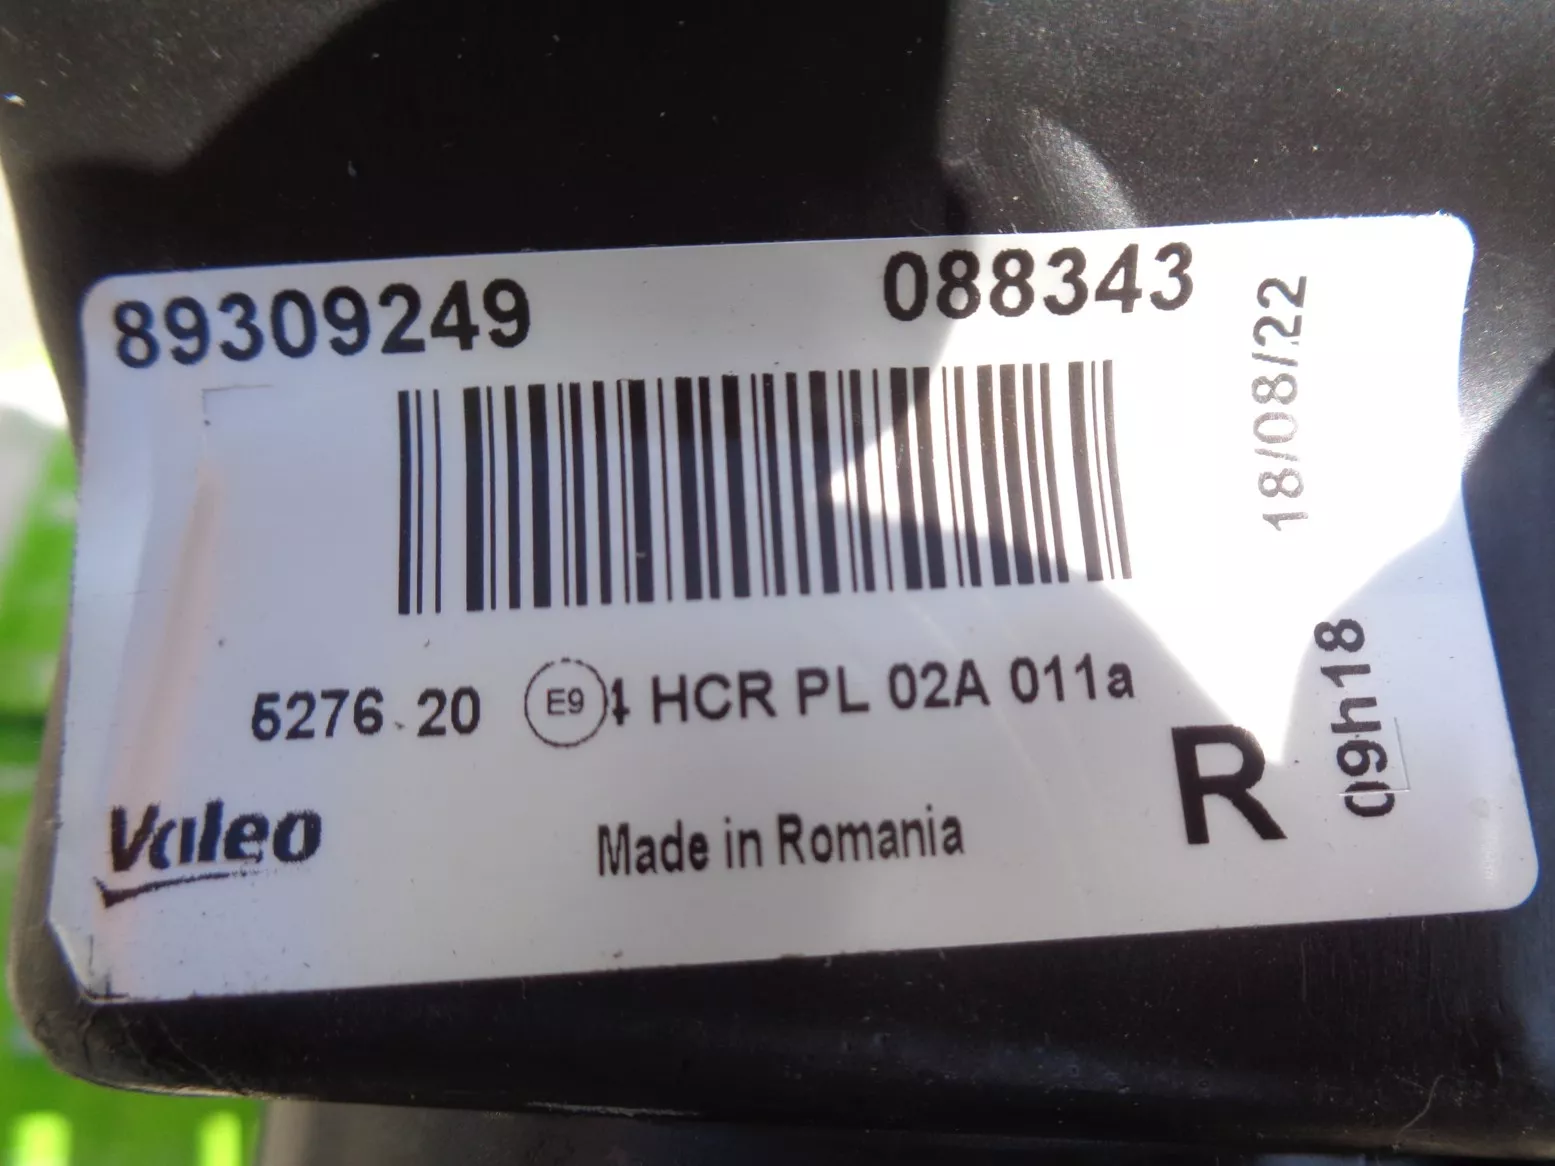 89309249 088343
18/08/22
5276 20 E9 HCR PL 02A 011a
09h18
R
Valeo
Made in Romania